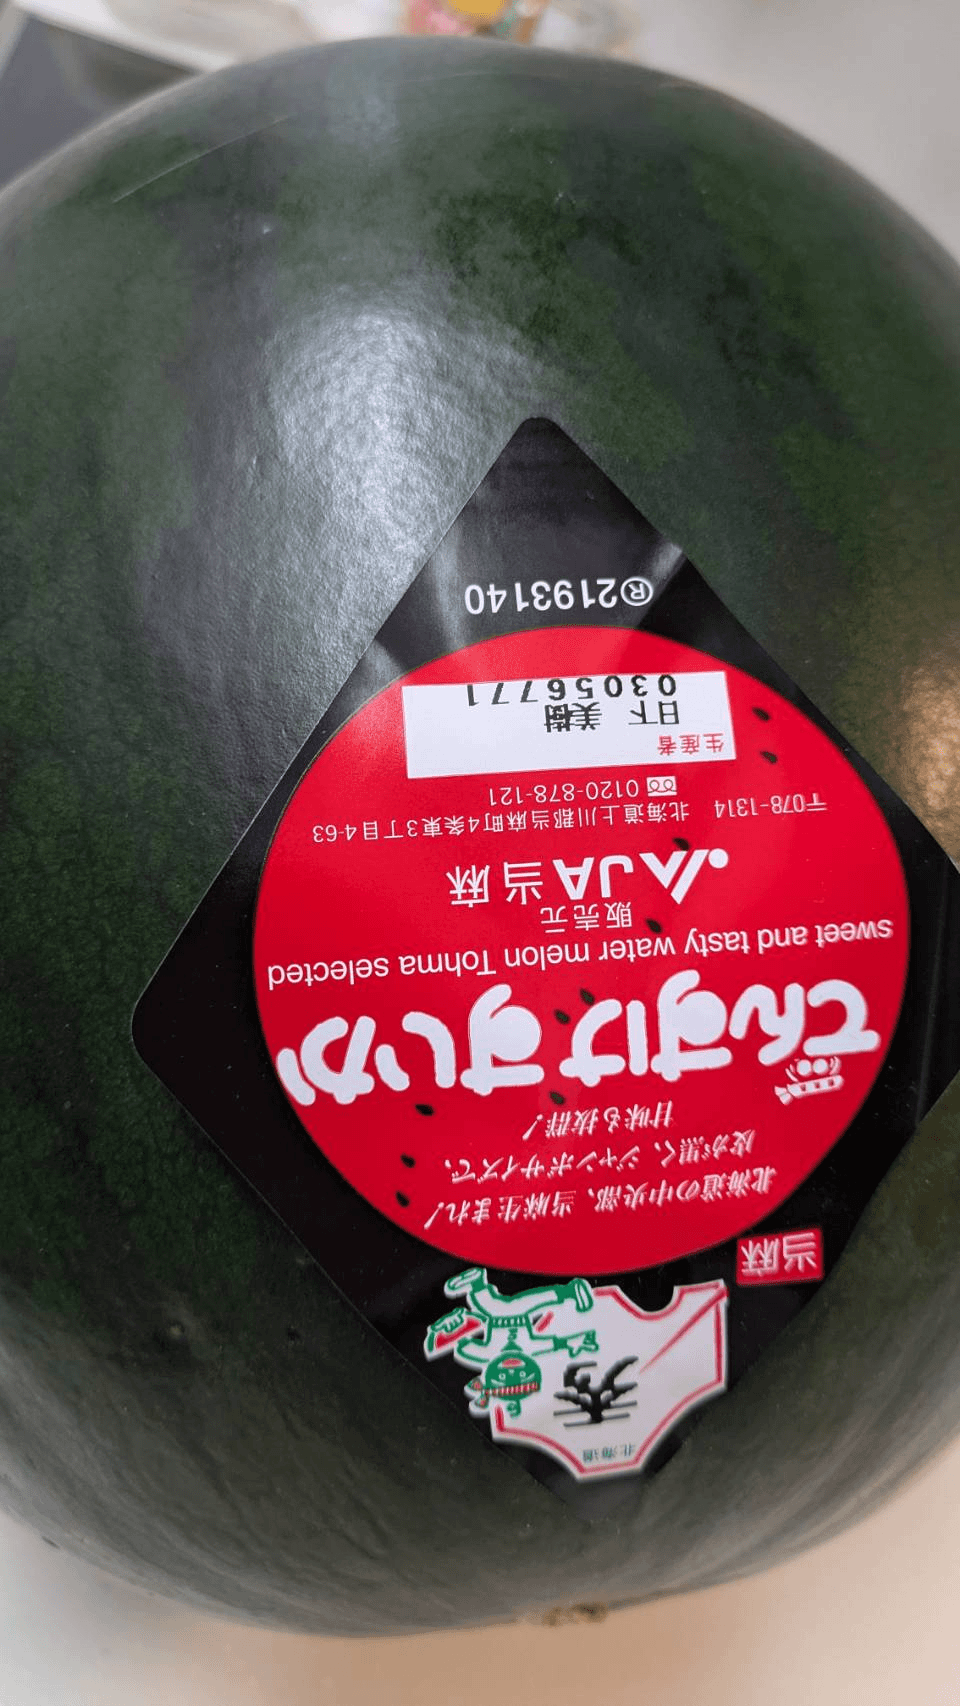 北海道
天
当麻
北海道の中央部、当麻生まれ!
皮が黒く、ジャンボサイズで、
甘味も抜群!
でんすけすいか
sweet and tasty water melon Tohma selected
販売元
JA当麻
〒078-1314 北海道上川郡当麻町4条東3丁目4-63
0120-878-121
生産者
日下 美樹
03056771
®2193140